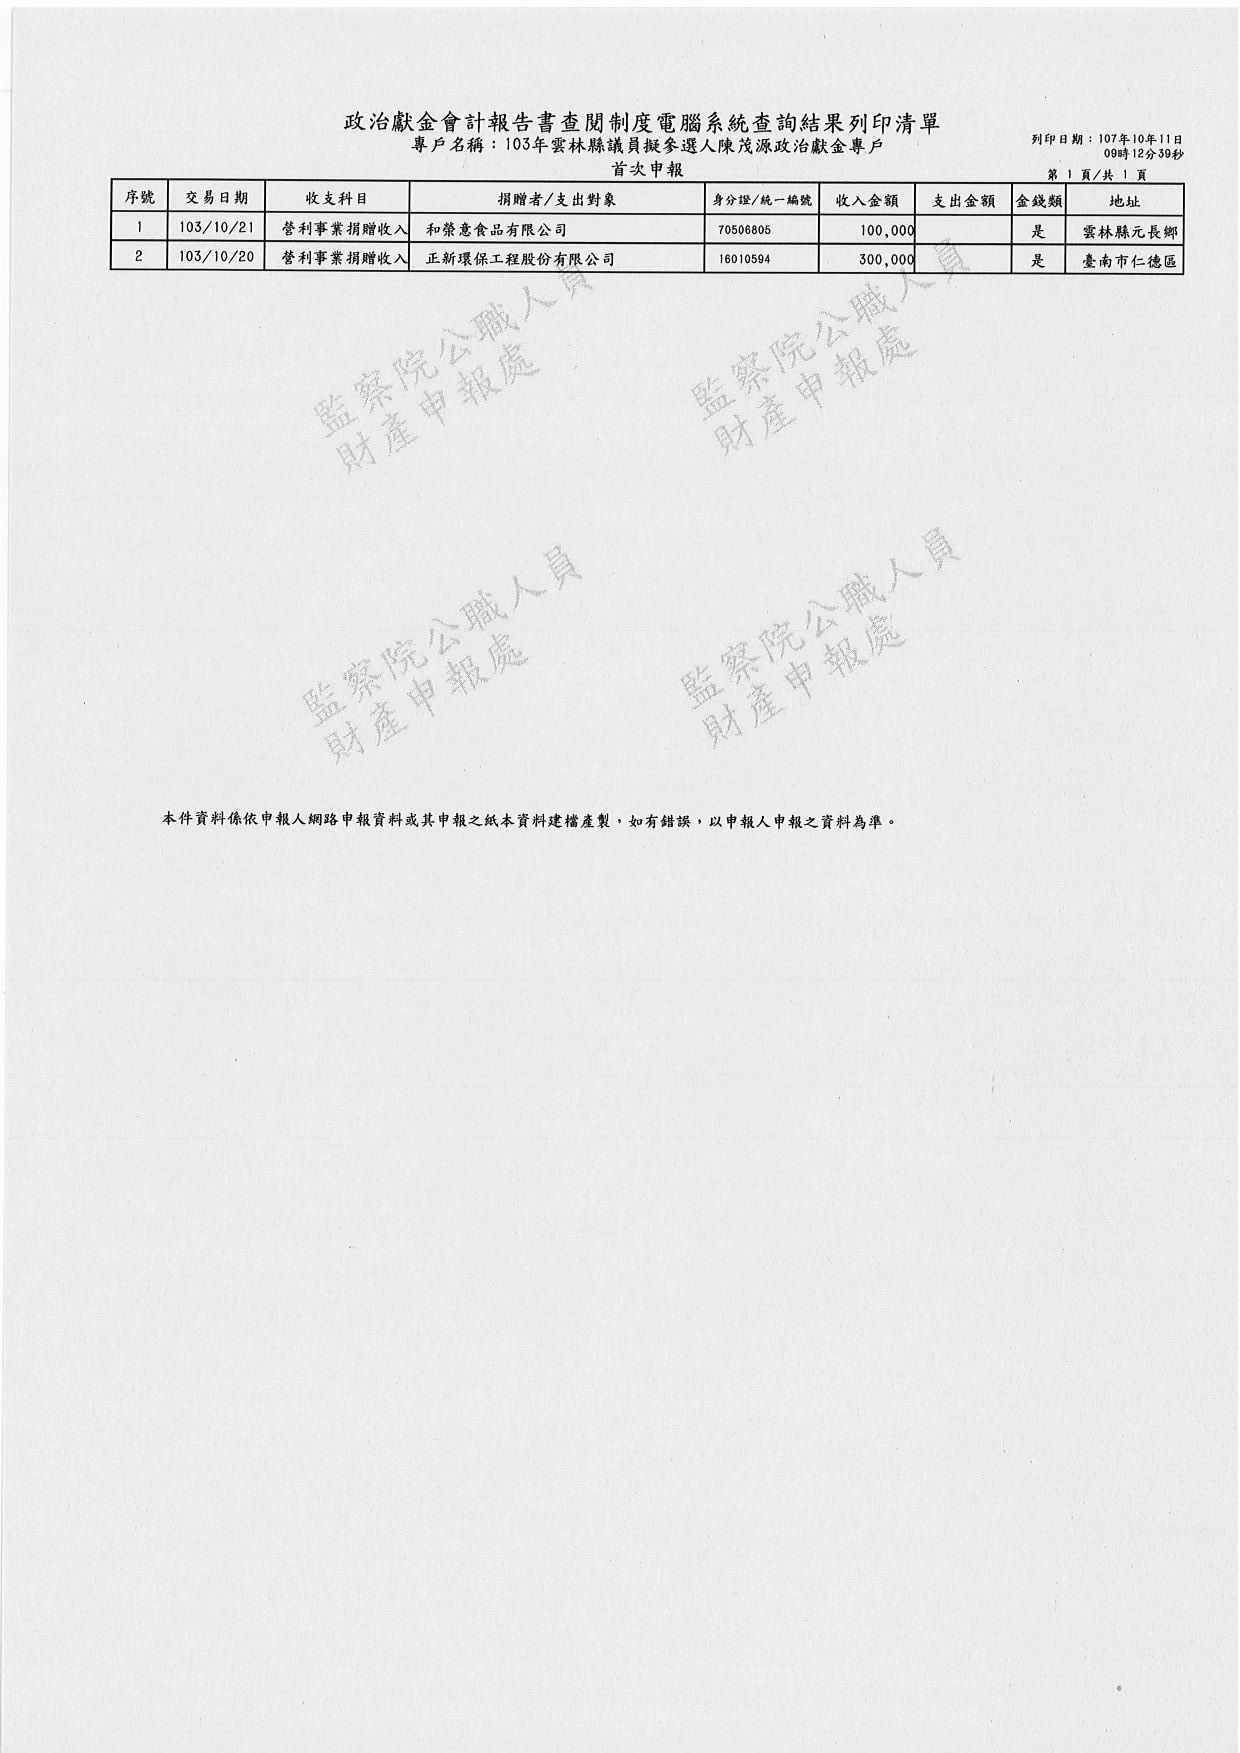 政治獻金會計報告書查閱制度電腦系統查詢結果列印清單
專戶名稱：103年雲林縣議員擬參選人陳茂源政治獻金專戶
首次申報
列印日期：107年10年11日
09時12分39秒
第 1 頁/共 1 頁
序號 交易日期 收支科目 捐贈者/支出對象 身分證/統一編號 收入金額 支出金額 金錢類 地址
1 103/10/21 營利事業捐贈收入 和榮意食品有限公司 70506805 100,000 是 雲林縣元長鄉
2 103/10/20 營利事業捐贈收入 正新環保工程股份有限公司 16010594 300,000 是 臺南市仁德區
監察院公職人員
財產申報處
監察院公職人員
財產申報處
監察院公職人員
財產申報處
監察院公職人員
財產申報處
本件資料係依申報人網路申報資料或其申報之紙本資料建檔產製，如有錯誤，以申報人申報之資料為準。